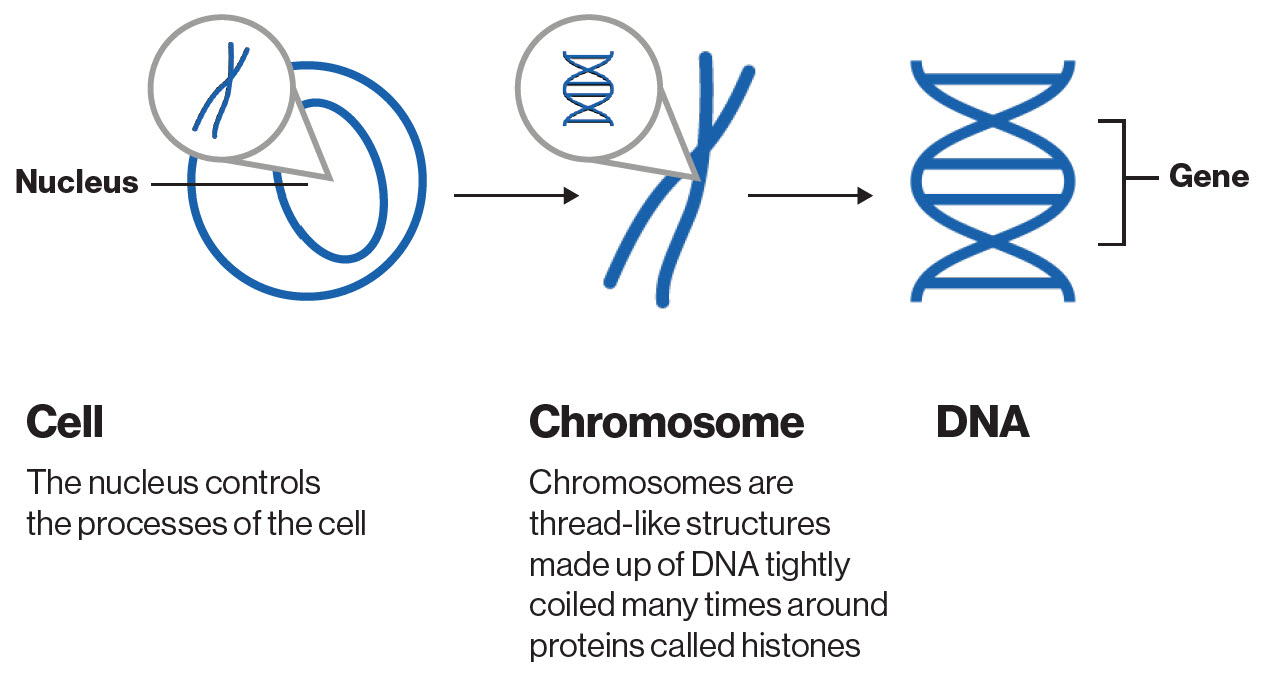 Nucleus
Gene
Cell
The nucleus controls
the processes of the cell
Chromosome
Chromosomes are
thread-like structures
made up of DNA tightly
coiled many times around
proteins called histones
DNA